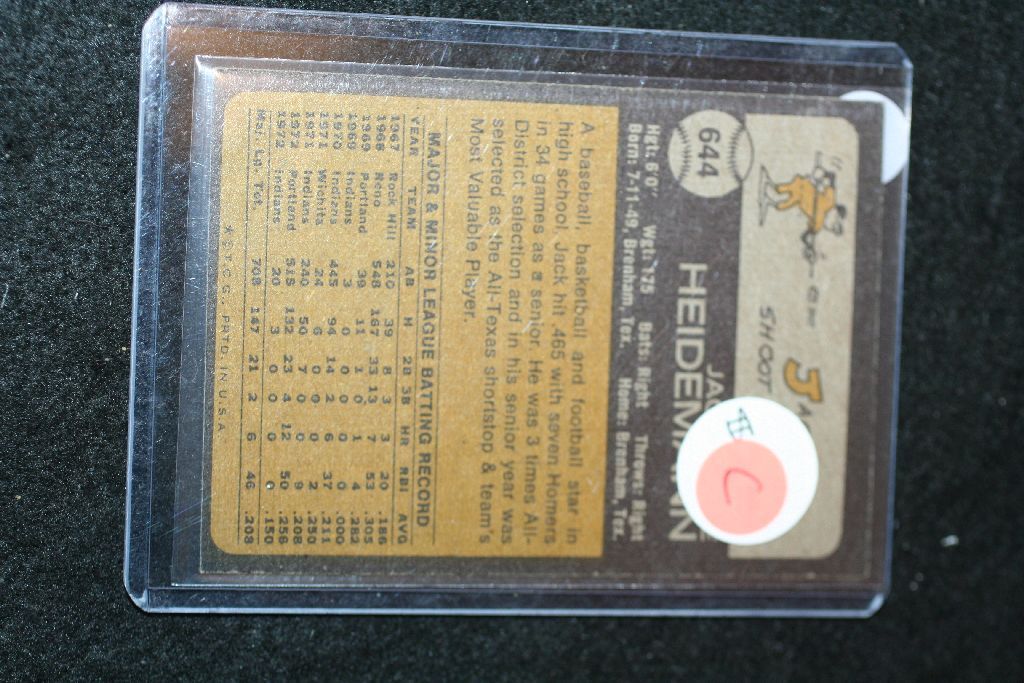 644
SHOOT
JA
HEIDEM NN
Hgt: 6'0" Wgt: 175 Bats: Right Throws: Right
Born: 7-11-49, Brenham, Tex. Home: Brenham, Tex.
A baseball, basketball and football star in
high school, Jack hit .465 with seven Homers
in 34 games as a senior. He was 3 times All-
District selection and in his senior year was
selected as the All-Texas shortstop & team's
Most Valuable Player.
MAJOR & MINOR LEAGUE BATTING RECORD
YEAR TEAM AB H 2B 3B HR RBI AVG
1967 Rock Hill 210 39 8 3 3 20 .186
1968 Reno 548 167 33 13 7 53 .305
1969 Portland 39 11 1 0 1 4 .282
1969 Indians 3 0 0 0 0 0 .000
1970 Indians 445 94 14 2 6 37 .211
1971 Wichita 24 6 0 0 0 2 .250
1971 Indians 240 50 7 0 0 9 .208
1972 Portland 515 132 23 4 12 50 .256
1972 Indians 20 3 0 0 0 0 .150
Maj. Ln. Tot. 708 147 21 2 6 46 .208
* © T.C.G. PRTD. IN U.S.A.
C